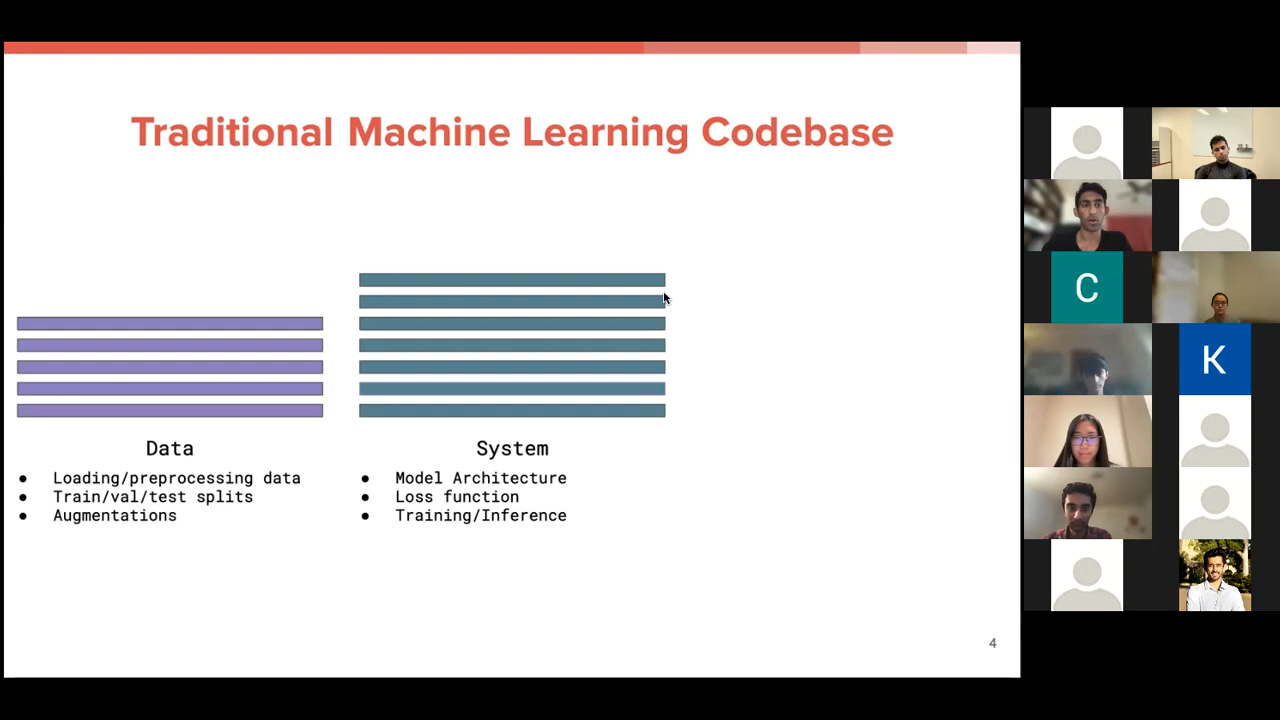 Traditional Machine Learning Codebase
Data
● Loading/preprocessing data
● Train/val/test splits
● Augmentations
System
● Model Architecture
● Loss function
● Training/Inference
4
C
K